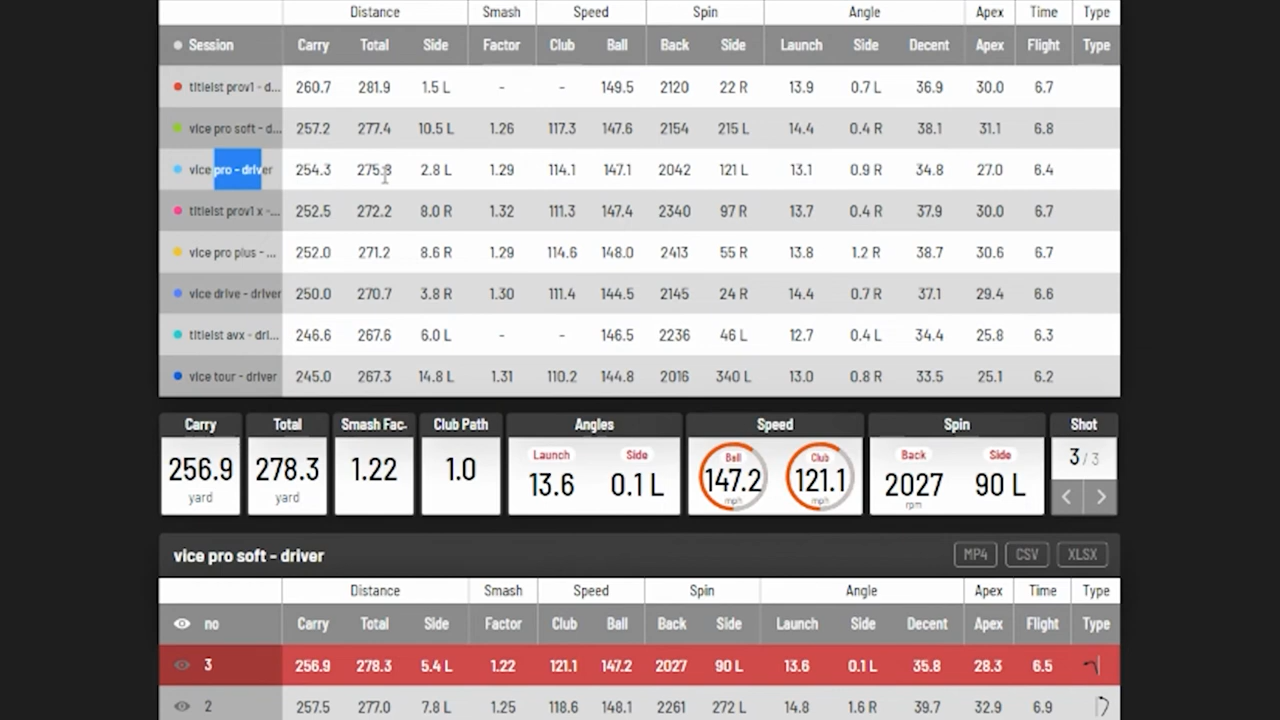 Distance Smash Speed Spin Angle Apex Time Type
Session Carry Total Side Factor Club Ball Back Side Launch Side Decent Apex Flight Type
titleist prov1 - d... 260.7 281.9 1.5 L - - 149.5 2120 22 R 13.9 0.7 L 36.9 30.0 6.7
vice pro soft - d... 257.2 277.4 10.5 L 1.26 117.3 147.6 2154 215 L 14.4 0.4 R 38.1 31.1 6.8
vice pro - driver 254.3 275.8 2.8 L 1.29 114.1 147.1 2042 121 L 13.1 0.9 R 34.8 27.0 6.4
titleist prov1 x -... 252.5 272.2 8.0 R 1.32 111.3 147.4 2340 97 R 13.7 0.4 R 37.9 30.0 6.7
vice pro plus - ... 252.0 271.2 8.6 R 1.29 114.6 148.0 2413 55 R 13.8 1.2 R 38.7 30.6 6.7
vice drive - driver 250.0 270.7 3.8 R 1.30 111.4 144.5 2145 24 R 14.4 0.7 R 37.1 29.4 6.6
titleist avx - dri... 246.6 267.6 6.0 L - - 146.5 2236 46 L 12.7 0.4 L 34.4 25.8 6.3
vice tour - driver 245.0 267.3 14.8 L 1.31 110.2 144.8 2016 340 L 13.0 0.8 R 33.5 25.1 6.2
Carry Total Smash Fac. Club Path Angles Speed Spin Shot
Launch Side Ball Club Back Side
256.9 278.3 1.22 1.0 13.6 0.1 L 147.2 121.1 2027 90 L 3 / 3
yard yard mph mph rpm
vice pro soft - driver MP4 CSV XLSX
Distance Smash Speed Spin Angle Apex Time Type
no Carry Total Side Factor Club Ball Back Side Launch Side Decent Apex Flight Type
3 256.9 278.3 5.4 L 1.22 121.1 147.2 2027 90 L 13.6 0.1 L 35.8 28.3 6.5
2 257.5 277.0 7.8 L 1.25 118.6 148.1 2261 272 L 14.8 1.6 R 39.7 32.9 6.9